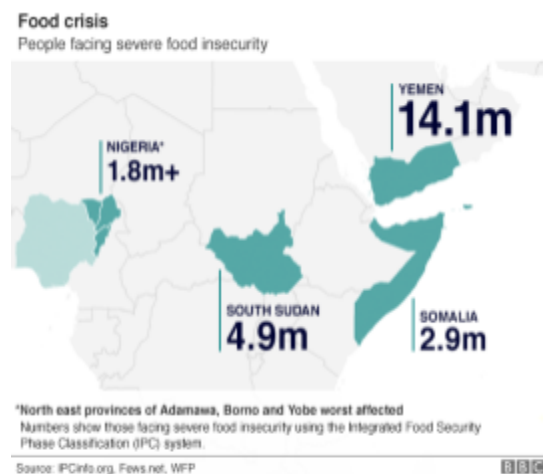 Food crisis
People facing severe food insecurity
YEMEN
14.1m
NIGERIA*
1.8m+
SOUTH SUDAN
4.9m
SOMALIA
2.9m
*North east provinces of Adamawa, Borno and Yobe worst affected
Numbers show those facing severe food insecurity using the Integrated Food Security
Phase Classification (IPC) system.
Source: IPCinfo.org, Fews.net, WFP
BBC